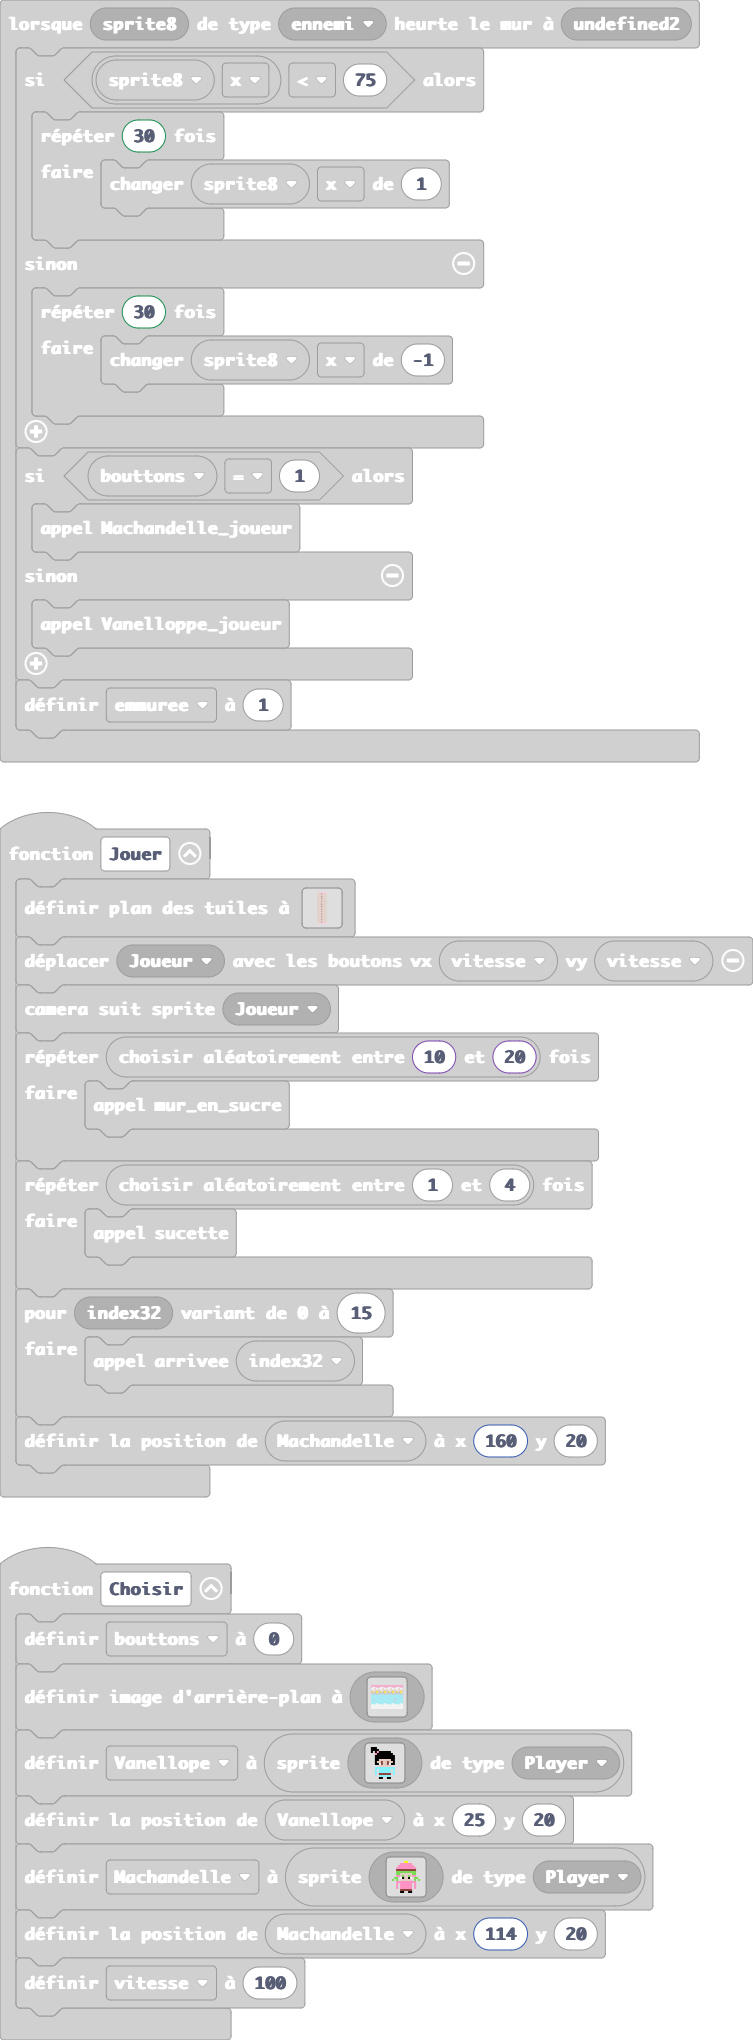 lorsque sprite8 de type ennemi heurte le mur à undefined2
si sprite8 x < 75 alors
répéter 30 fois
faire changer sprite8 x de 1
sinon
répéter 30 fois
faire changer sprite8 x de -1
si bouttons = 1 alors
appel Machandelle_joueur
sinon
appel Vanelloppe_joueur
définir emmuree à 1
fonction Jouer
définir plan des tuiles à
déplacer Joueur avec les boutons vx vitesse vy vitesse
camera suit sprite Joueur
répéter choisir aléatoirement entre 10 et 20 fois
faire appel mur_en_sucre
répéter choisir aléatoirement entre 1 et 4 fois
faire appel sucette
pour index32 variant de 0 à 15
faire appel arrivee index32
définir la position de Machandelle à x 160 y 20
fonction Choisir
définir bouttons à 0
définir image d'arrière-plan à
définir Vanellope à sprite de type Player
définir la position de Vanellope à x 25 y 20
définir Machandelle à sprite de type Player
définir la position de Machandelle à x 114 y 20
définir vitesse à 100